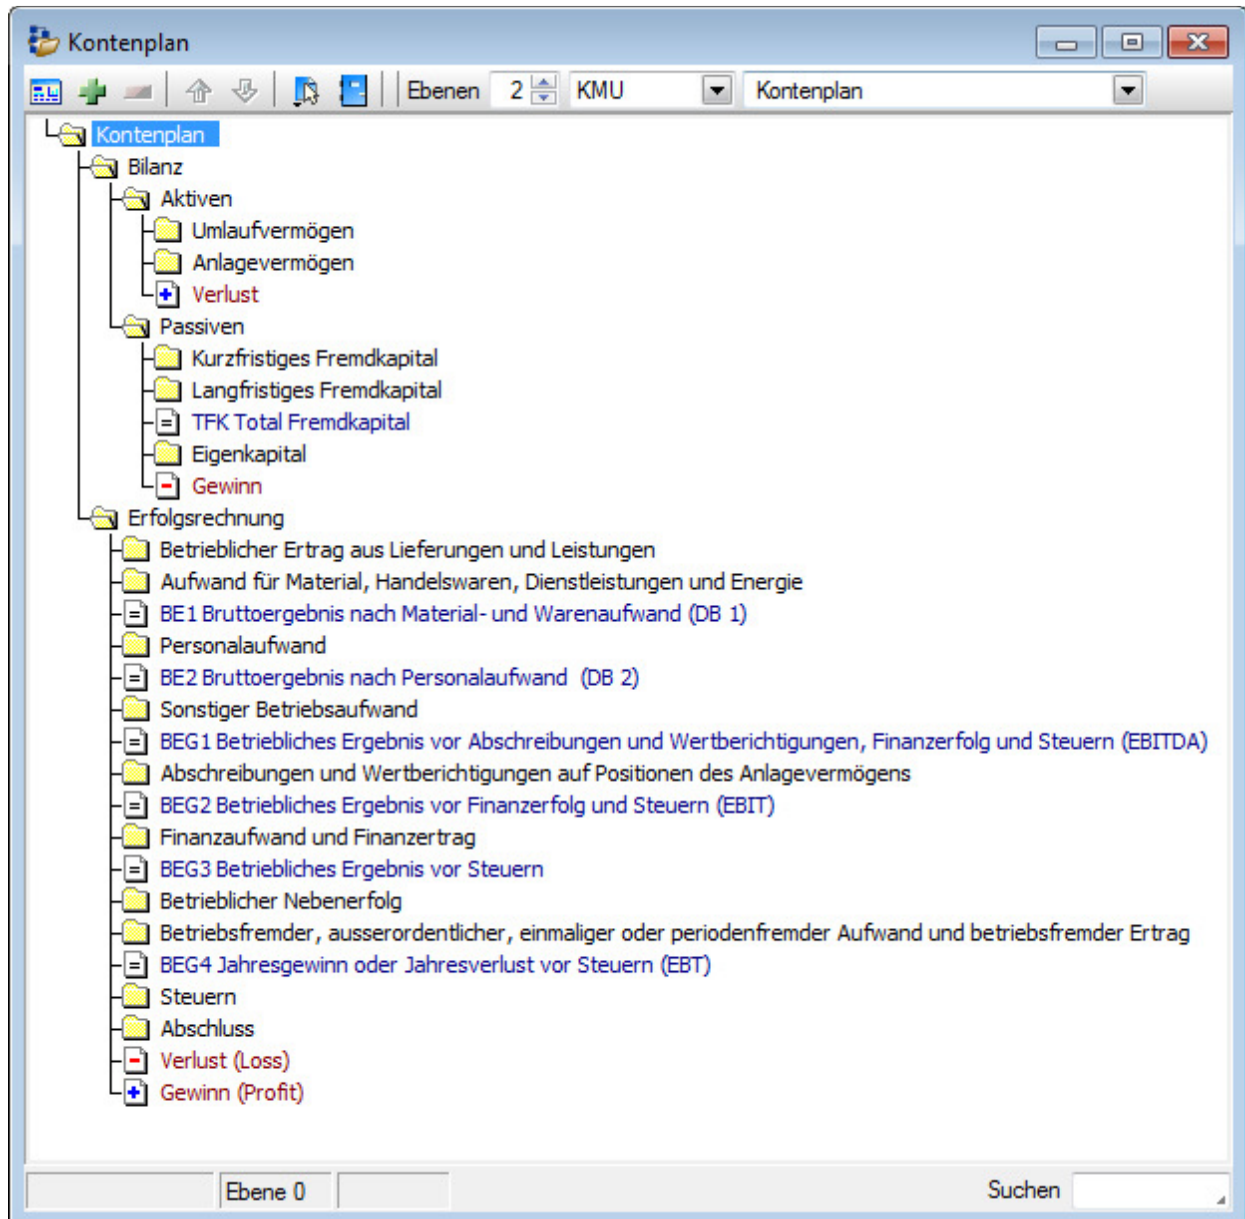 Kontenplan
Ebenen 2 KMU Kontenplan
Kontenplan
Bilanz
Aktiven
Umlaufvermögen
Anlagevermögen
Verlust
Passiven
Kurzfristiges Fremdkapital
Langfristiges Fremdkapital
TFK Total Fremdkapital
Eigenkapital
Gewinn
Erfolgsrechnung
Betrieblicher Ertrag aus Lieferungen und Leistungen
Aufwand für Material, Handelswaren, Dienstleistungen und Energie
BE1 Bruttoergebnis nach Material- und Warenaufwand (DB 1)
Personalaufwand
BE2 Bruttoergebnis nach Personalaufwand (DB 2)
Sonstiger Betriebsaufwand
BEG1 Betriebliches Ergebnis vor Abschreibungen und Wertberichtigungen, Finanzerfolg und Steuern (EBITDA)
Abschreibungen und Wertberichtigungen auf Positionen des Anlagevermögens
BEG2 Betriebliches Ergebnis vor Finanzerfolg und Steuern (EBIT)
Finanzaufwand und Finanzertrag
BEG3 Betriebliches Ergebnis vor Steuern
Betrieblicher Nebenerfolg
Betriebsfremder, ausserordentlicher, einmaliger oder periodenfremder Aufwand und betriebsfremder Ertrag
BEG4 Jahresgewinn oder Jahresverlust vor Steuern (EBT)
Steuern
Abschluss
Verlust (Loss)
Gewinn (Profit)
Ebene 0 Suchen